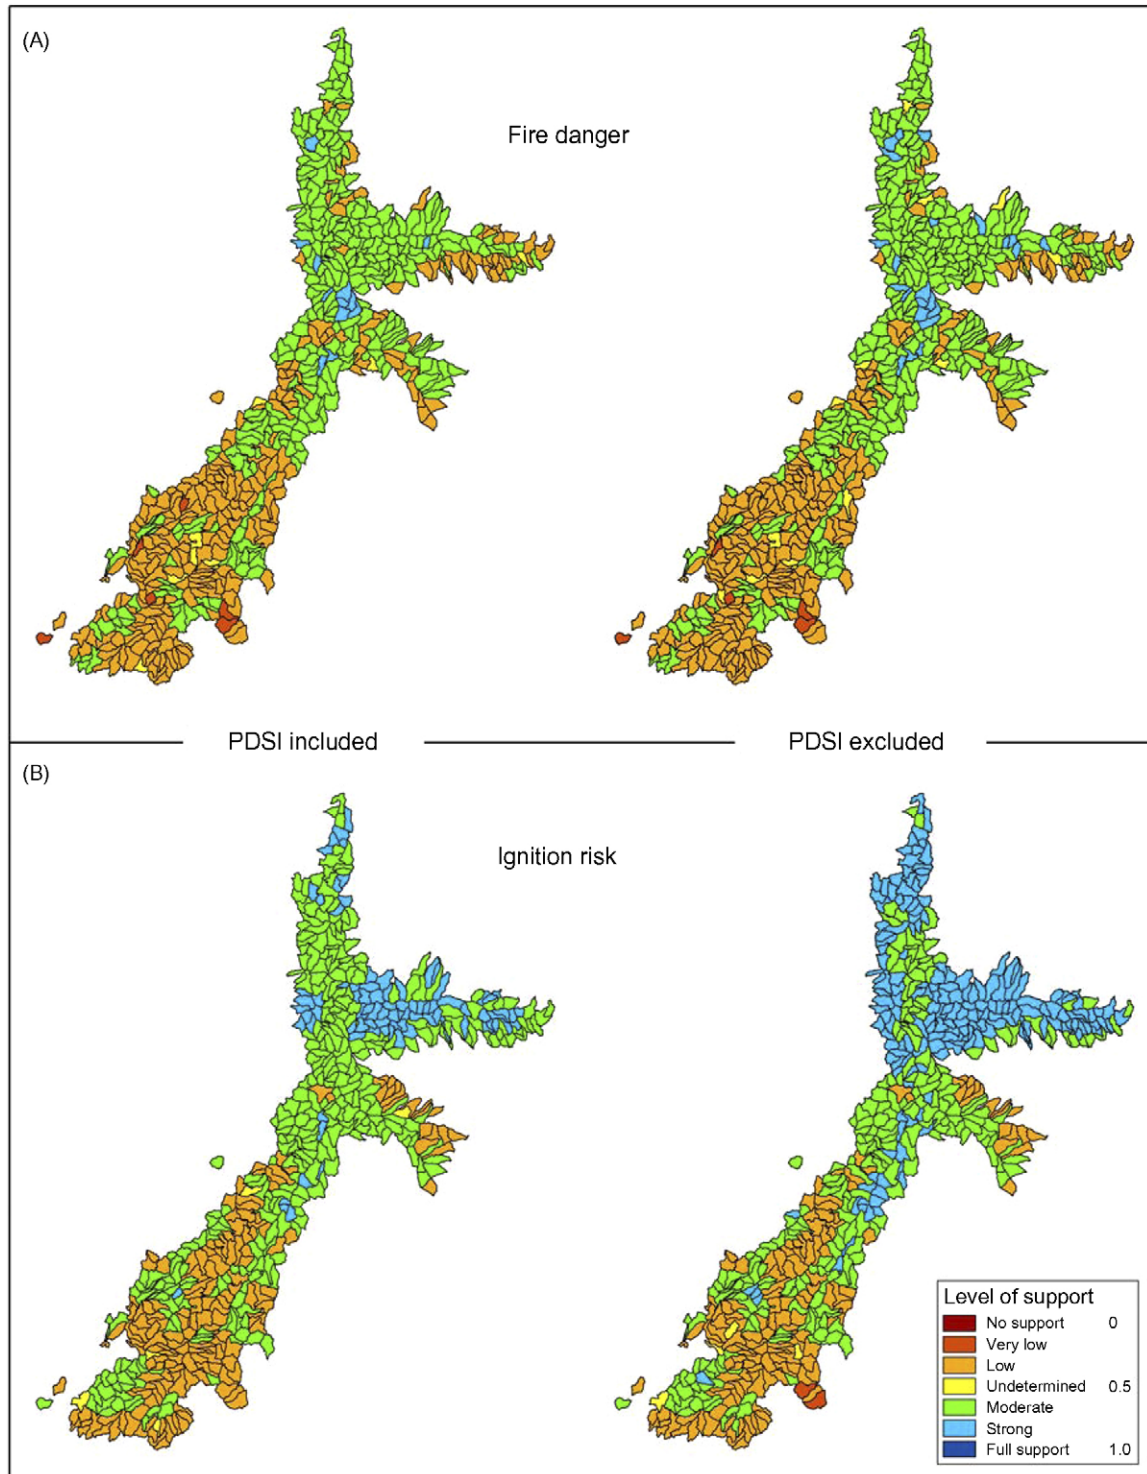 (A)
Fire danger
PDSI included
PDSI excluded
(B)
Ignition risk
Level of support
No support 0
Very low
Low
Undetermined 0.5
Moderate
Strong
Full support 1.0